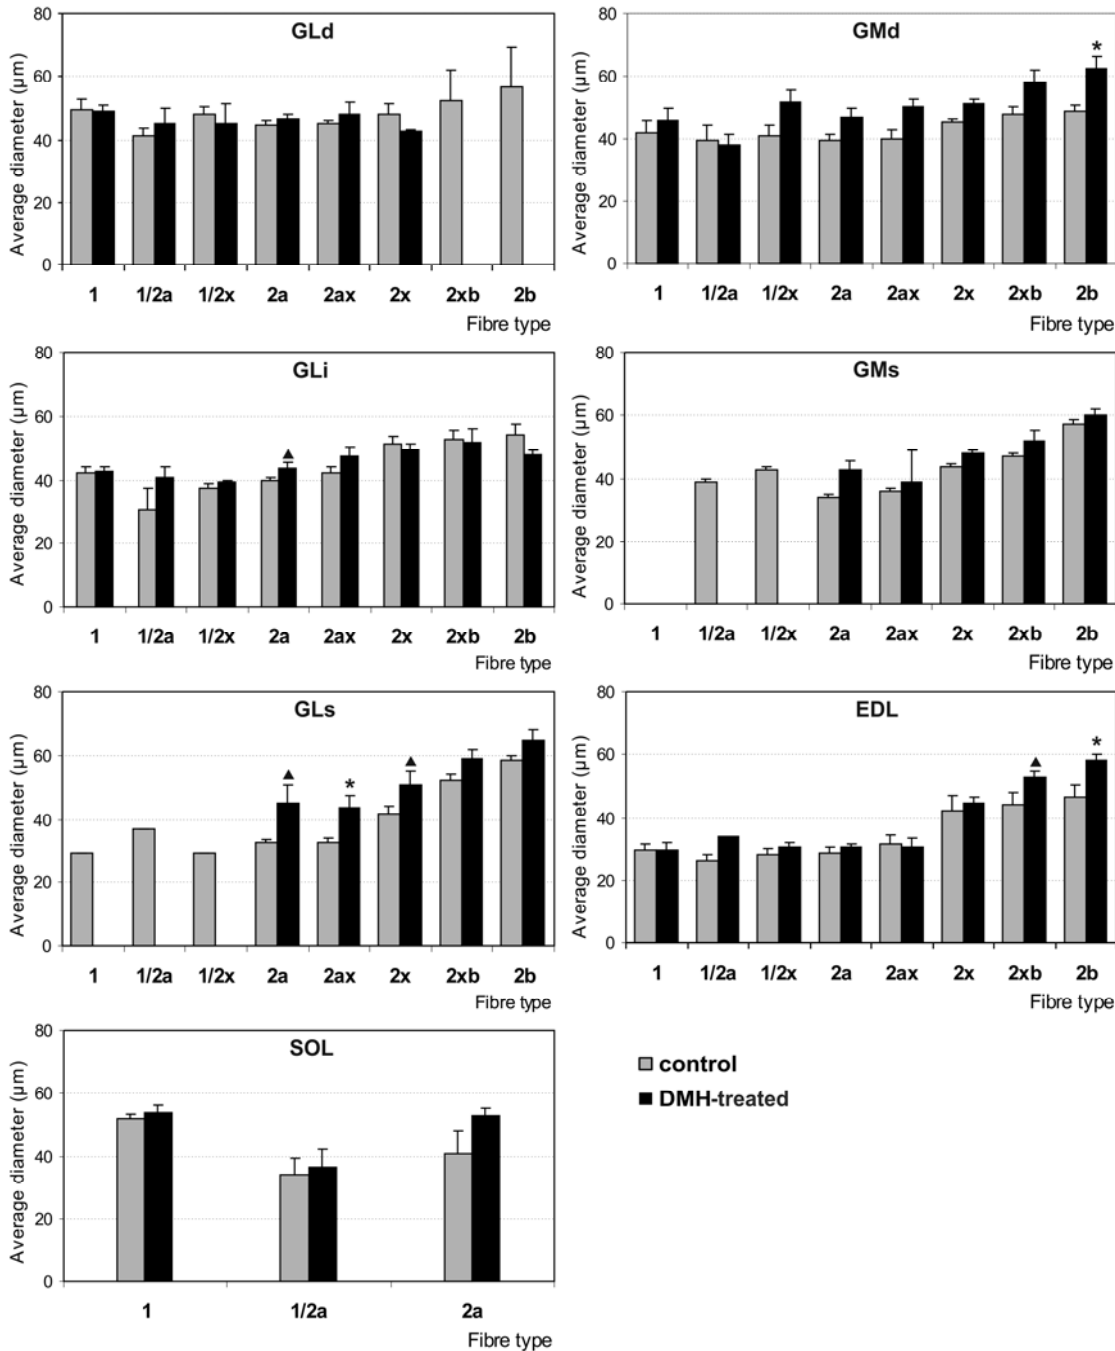 GLd
Average diameter (μm)
80
60
40
20
0
1 1/2a 1/2x 2a 2ax 2x 2xb 2b
Fibre type
GMd
Average diameter (μm)
80
60
40
20
0
*
1 1/2a 1/2x 2a 2ax 2x 2xb 2b
Fibre type
GLi
Average diameter (μm)
80
60
40
20
0
▲
1 1/2a 1/2x 2a 2ax 2x 2xb 2b
Fibre type
GMs
Average diameter (μm)
80
60
40
20
0
1 1/2a 1/2x 2a 2ax 2x 2xb 2b
Fibre type
GLs
Average diameter (μm)
80
60
40
20
0
▲ * ▲
1 1/2a 1/2x 2a 2ax 2x 2xb 2b
Fibre type
EDL
Average diameter (μm)
80
60
40
20
0
▲ *
1 1/2a 1/2x 2a 2ax 2x 2xb 2b
Fibre type
SOL
Average diameter (μm)
80
60
40
20
0
1 1/2a 2a
Fibre type
control
DMH-treated